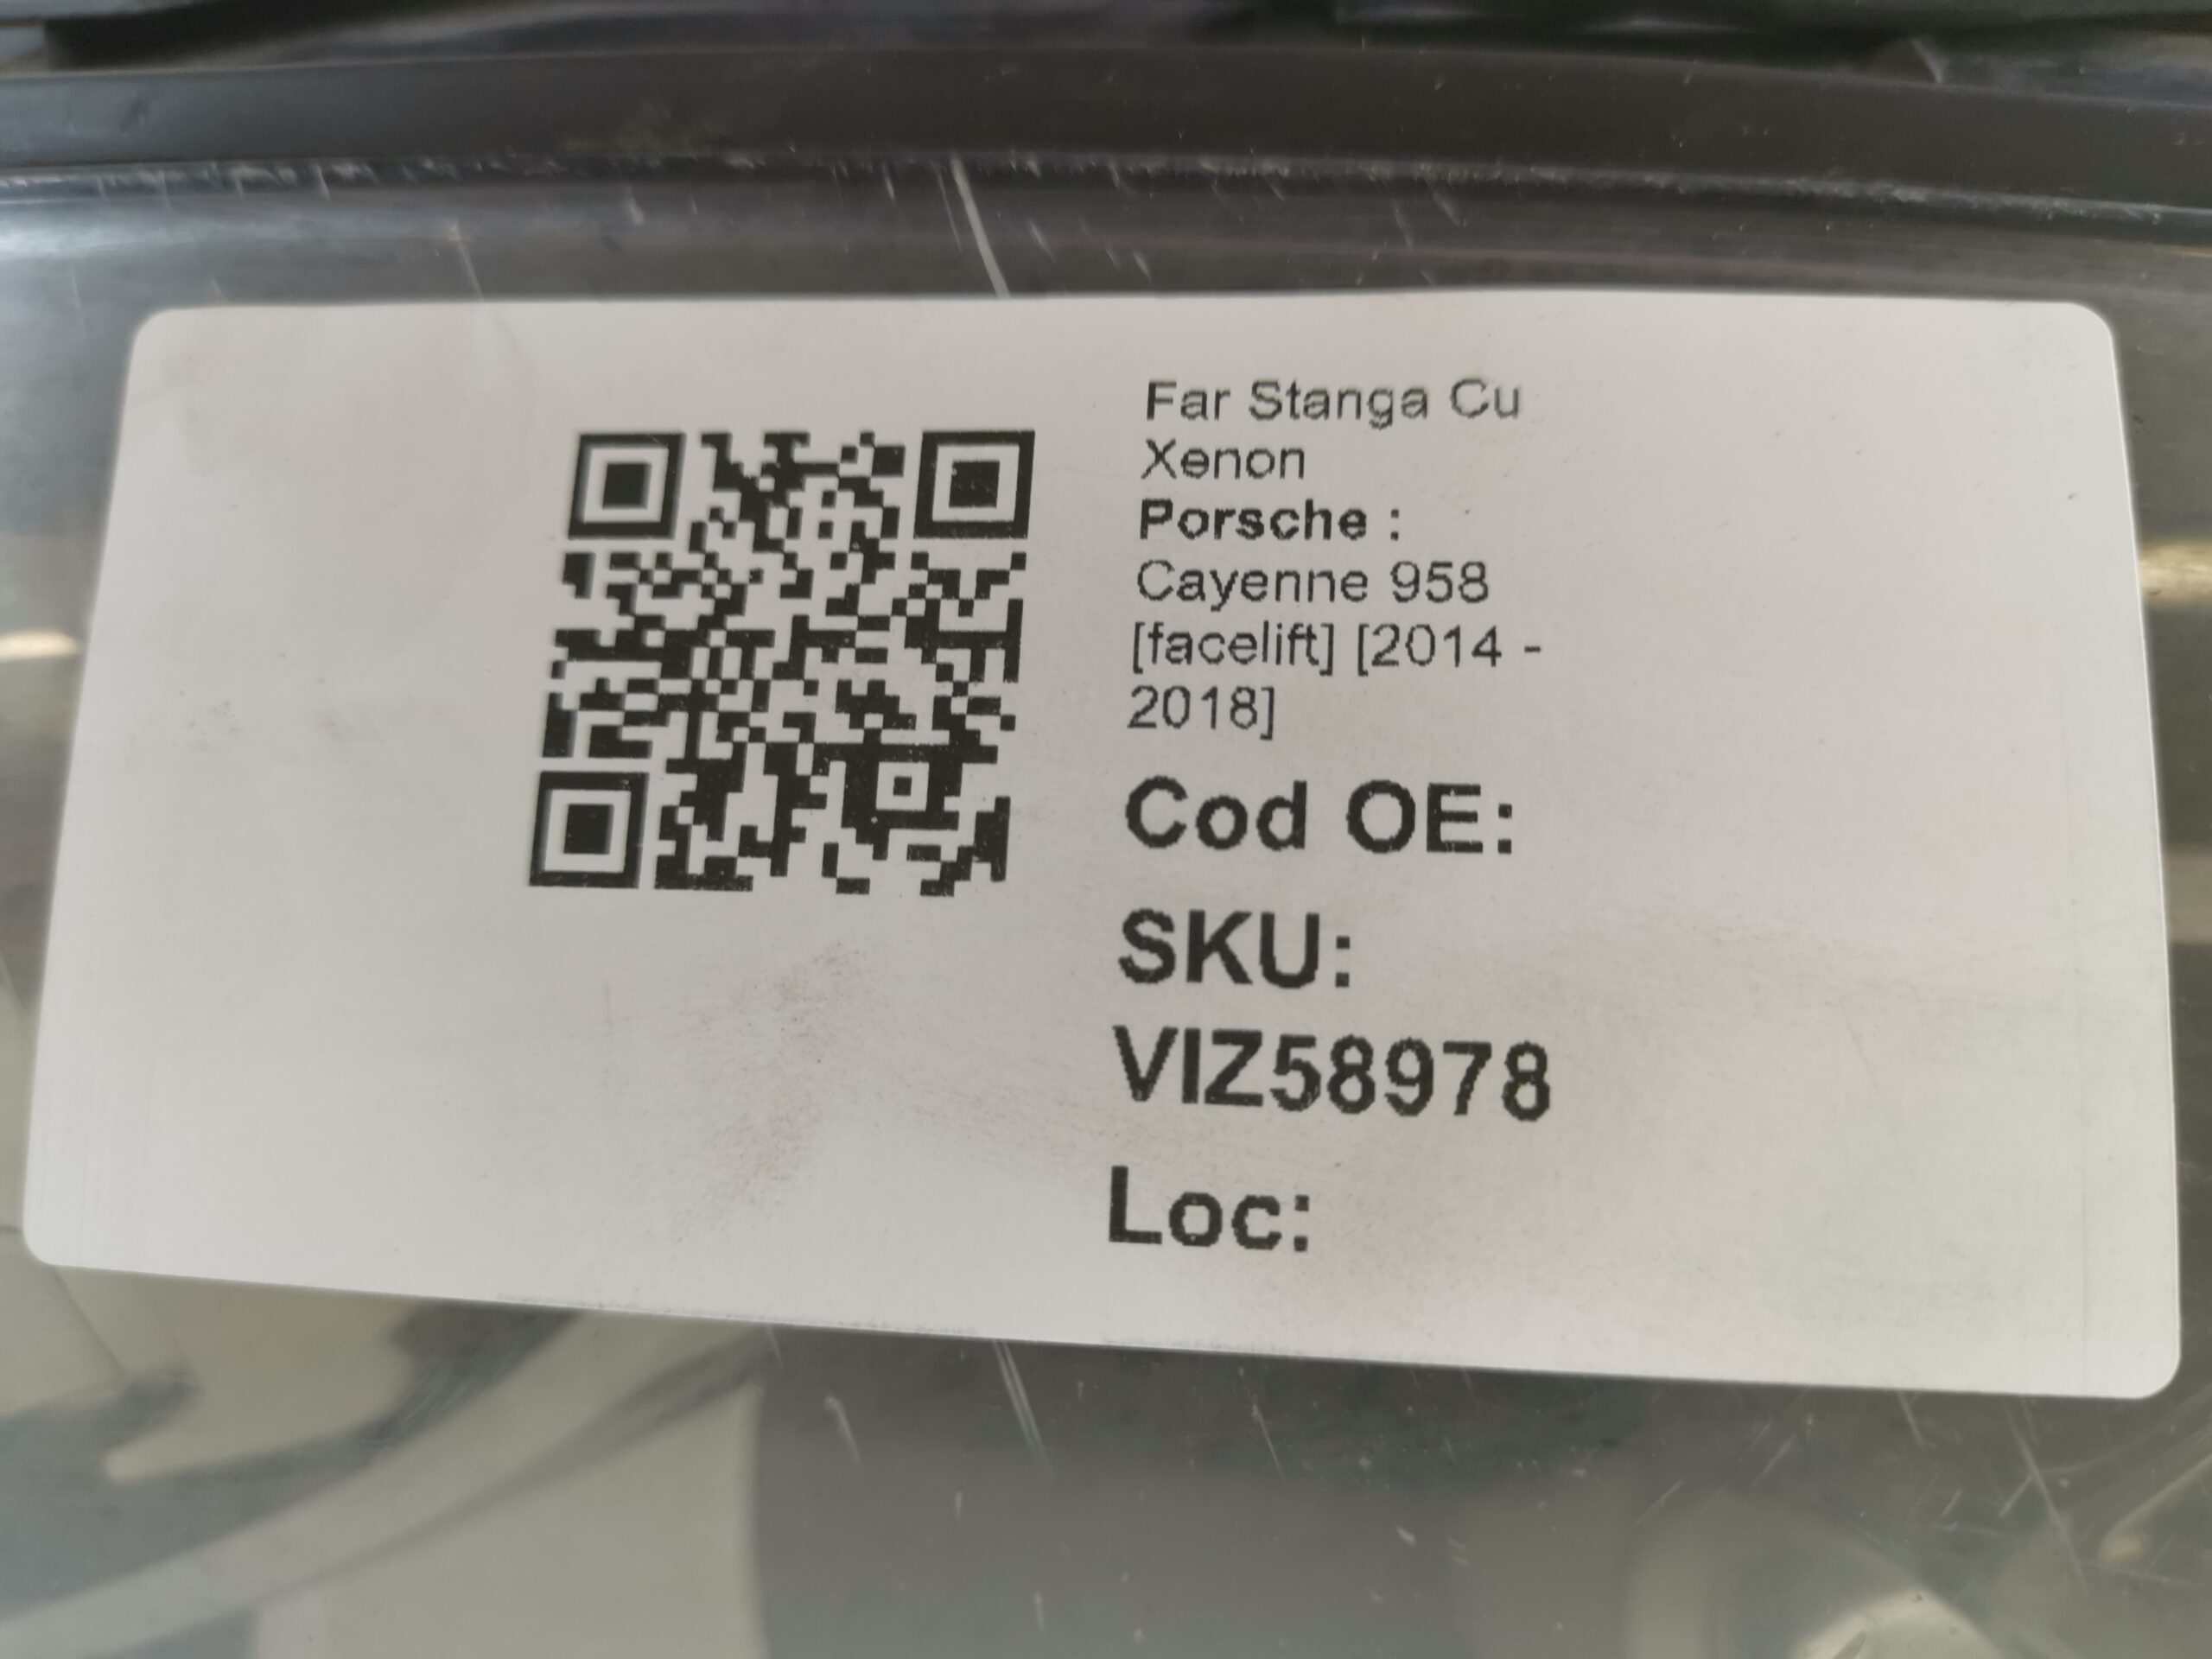 Far Stanga Cu
Xenon
Porsche :
Cayenne 958
[facelift] [2014 -
2018]
Cod OE:
SKU:
VIZ58978
Loc: